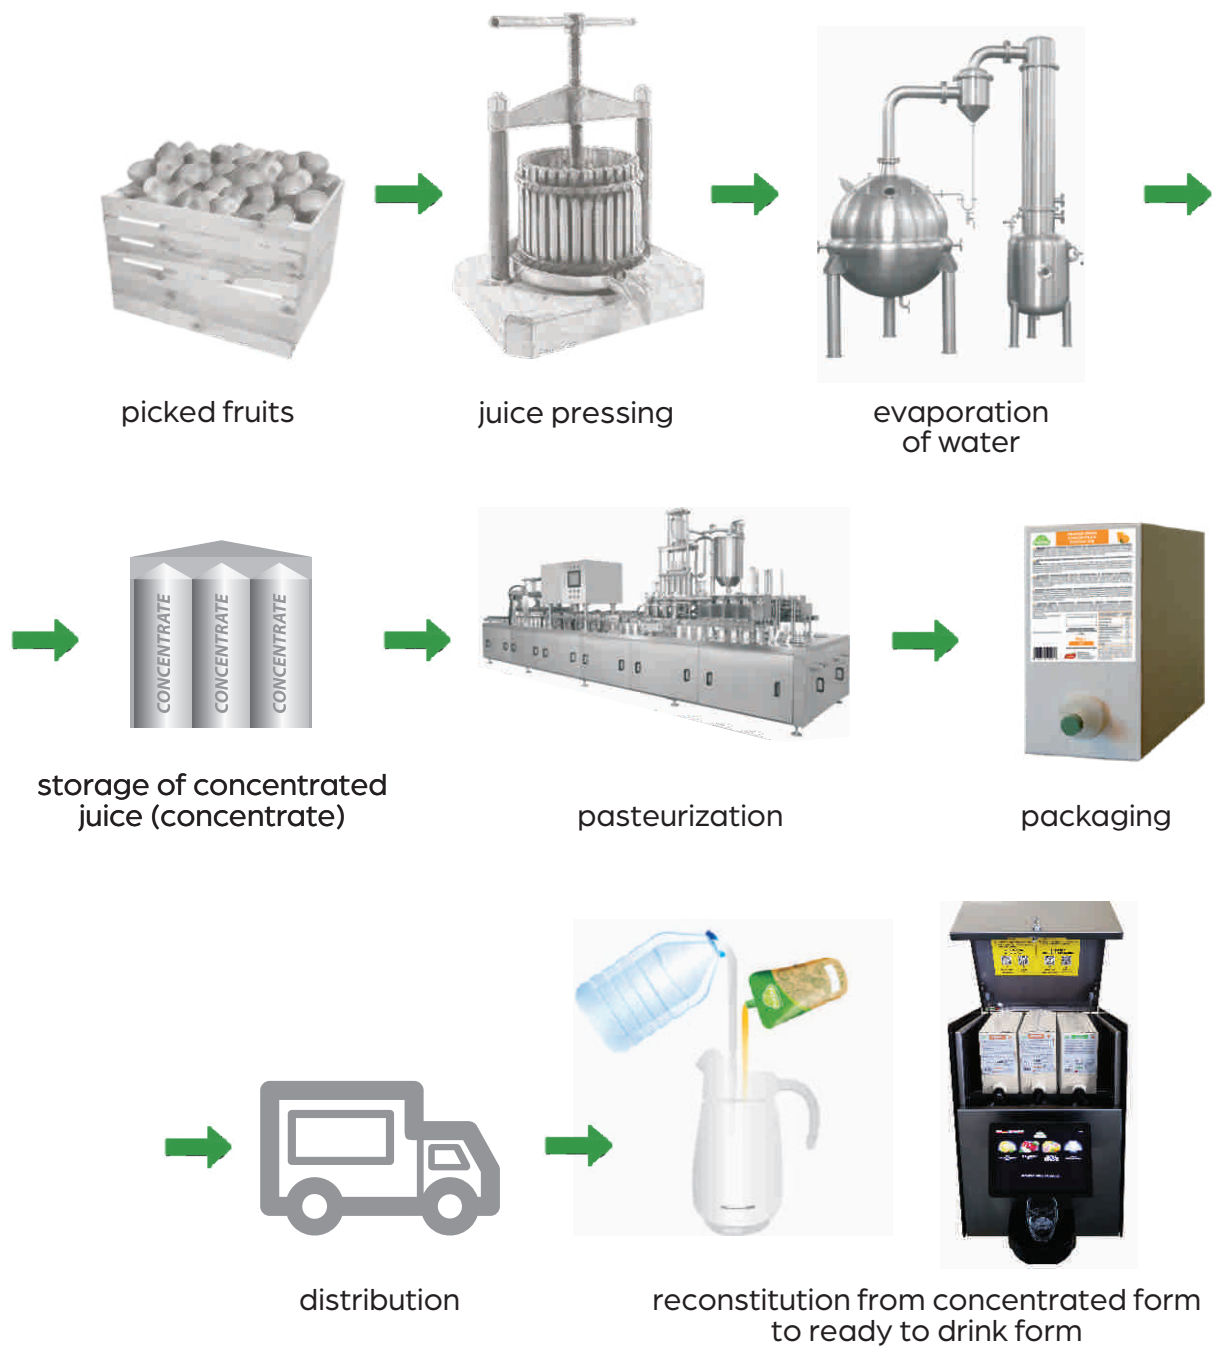 picked fruits
juice pressing
evaporation
of water
CONCENTRATE
CONCENTRATE
CONCENTRATE
storage of concentrated
juice (concentrate)
pasteurization
packaging
distribution
reconstitution from concentrated form
to ready to drink form